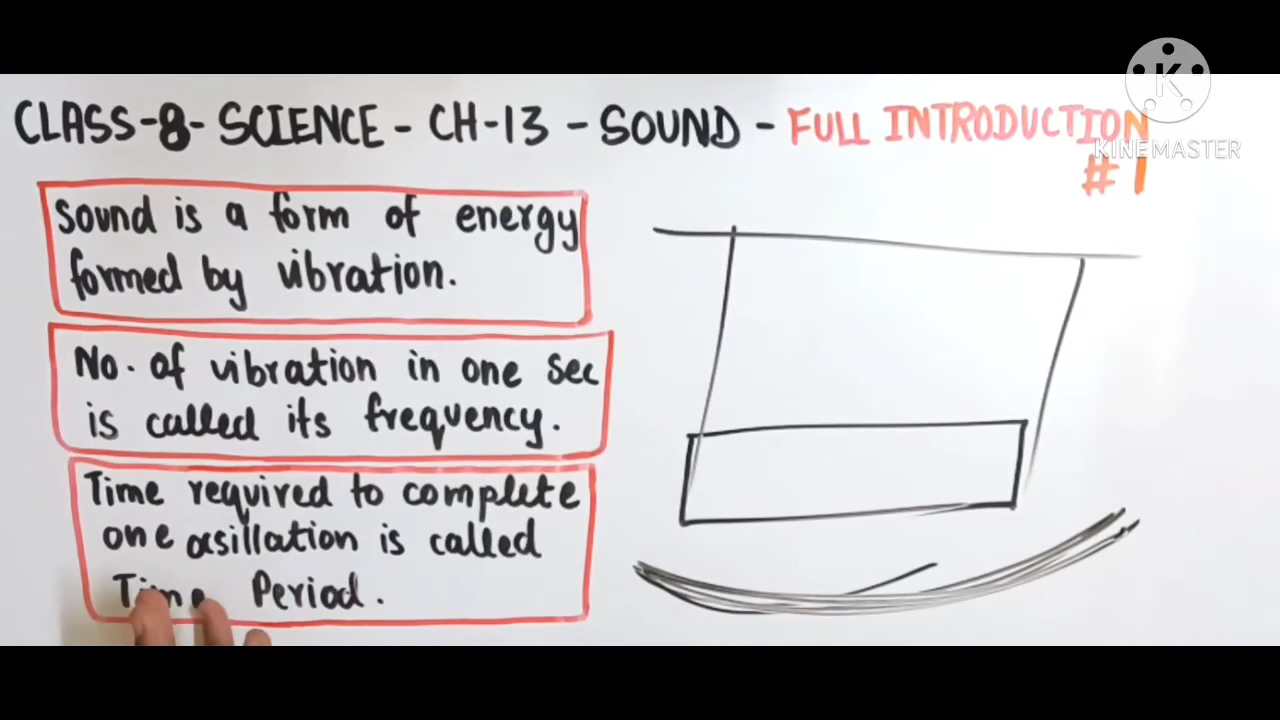 CLASS-8-SCIENCE-CH-13-SOUND-FULL INTRODUCTION
#1
K
KINEMASTER
Sound is a form of energy
formed by vibration.
No. of vibration in one sec
is called its frequency.
Time required to complete
one osillation is called
Time Period.